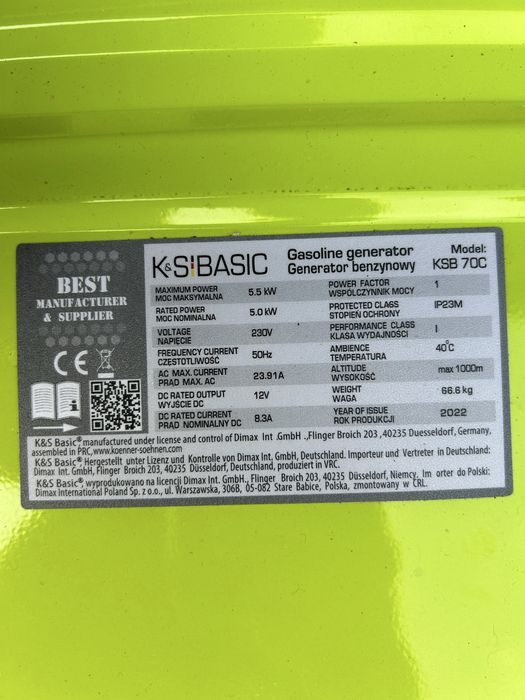 BEST
MANUFACTURER
& SUPPLIER
CE
K&S BASIC
Gasoline generator
Generator benzynowy
Model:
KSB 70C
MAXIMUM POWER
MOC MAKSYMALNA
5.5 kW
RATED POWER
MOC NOMINALNA
5.0 kW
VOLTAGE
NAPIĘCIE
230V
FREQUENCY CURRENT
CZĘSTOTLIWOŚĆ
50Hz
AC MAX. CURRENT
PRĄD MAX. AC
23.91A
DC RATED OUTPUT
WYJŚCIE DC
12V
DC RATED CURRENT
PRĄD NOMINALNY DC
8.3A
POWER FACTOR
WSPÓŁCZYNNIK MOCY
1
PROTECTED CLASS
STOPIEŃ OCHRONY
IP23M
PERFORMANCE CLASS
KLASA WYDAJNOŚCI
I
AMBIENCE
TEMPERATURA
40°C
ALTITUDE
WYSOKOŚĆ
max 1000m
WEIGHT
WAGA
66.6 kg
YEAR OF ISSUE
ROK PRODUKCJI
2022
K&S Basic® manufactured under license and control of Dimax Int .GmbH .,Flinger Broich 203 ,40235 Duesseldorf, Germany,
assembled in PRC,www.koenner-soehnen.com
K&S Basic® Hergestellt unter Lizenz und Kontrolle von Dimax Int. GmbH, Deutschland. Importeur und Vertreter in Deutschland:
Dimax Int. GmbH, Flinger Broich 203, 40235 Düsseldorf, Deutschland, produziert in VRC.
K&S Basic®, wyprodukowano na licencji Dimax Int. GmbH., Flinger Broich 203, 40235 Düsseldorf, Niemcy. Im orter do Polski:
Dimax International Poland Sp. z o.o., ul. Warszawska, 306B, 05-082 Stare Babice, Polska, zmontowany w CRL.